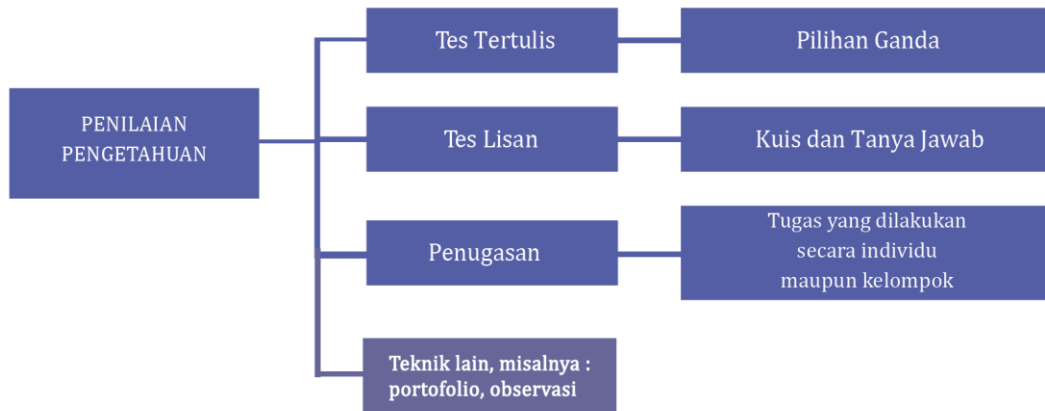 PENILAIAN
PENGETAHUAN
Tes Tertulis
Pilihan Ganda
Tes Lisan
Kuis dan Tanya Jawab
Penugasan
Tugas yang dilakukan
secara individu
maupun kelompok
Teknik lain, misalnya :
portofolio, observasi